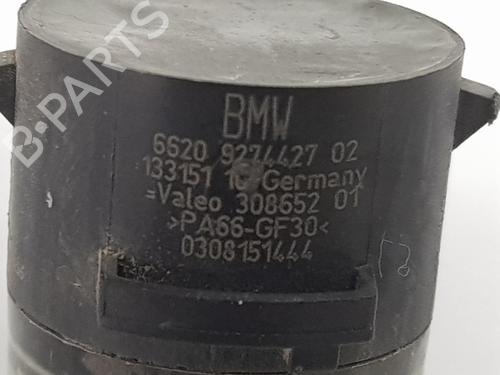 BMW
6620 9274427 02
133151 10 Germany
=Valeo 308652 01
>PA66-GF30<
0308151444
B-PARTS